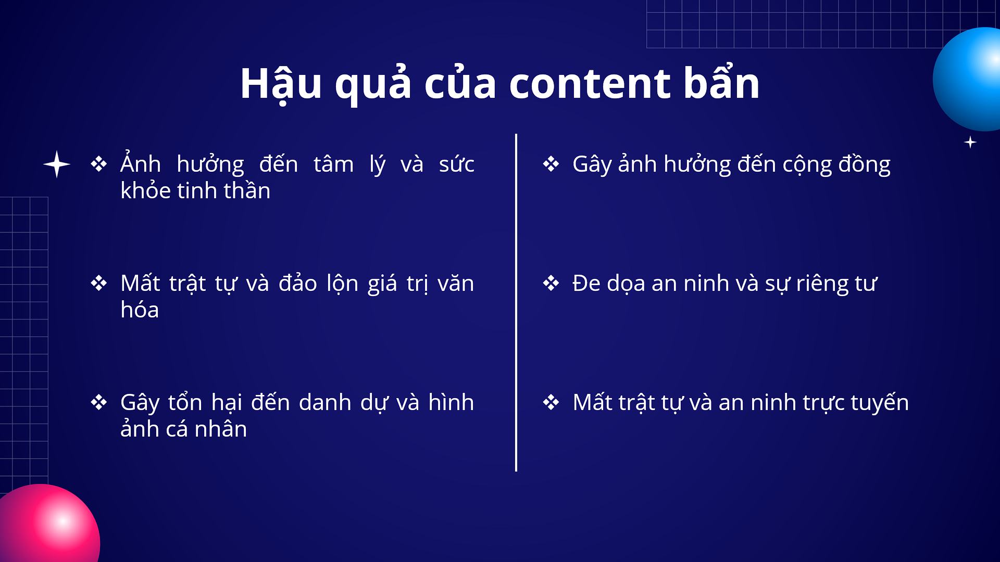 Hậu quả của content bẩn
❖ Ảnh hưởng đến tâm lý và sức
khỏe tinh thần
❖ Mất trật tự và đảo lộn giá trị văn
hóa
❖ Gây tổn hại đến danh dự và hình
ảnh cá nhân
❖ Gây ảnh hưởng đến cộng đồng
❖ Đe dọa an ninh và sự riêng tư
❖ Mất trật tự và an ninh trực tuyến